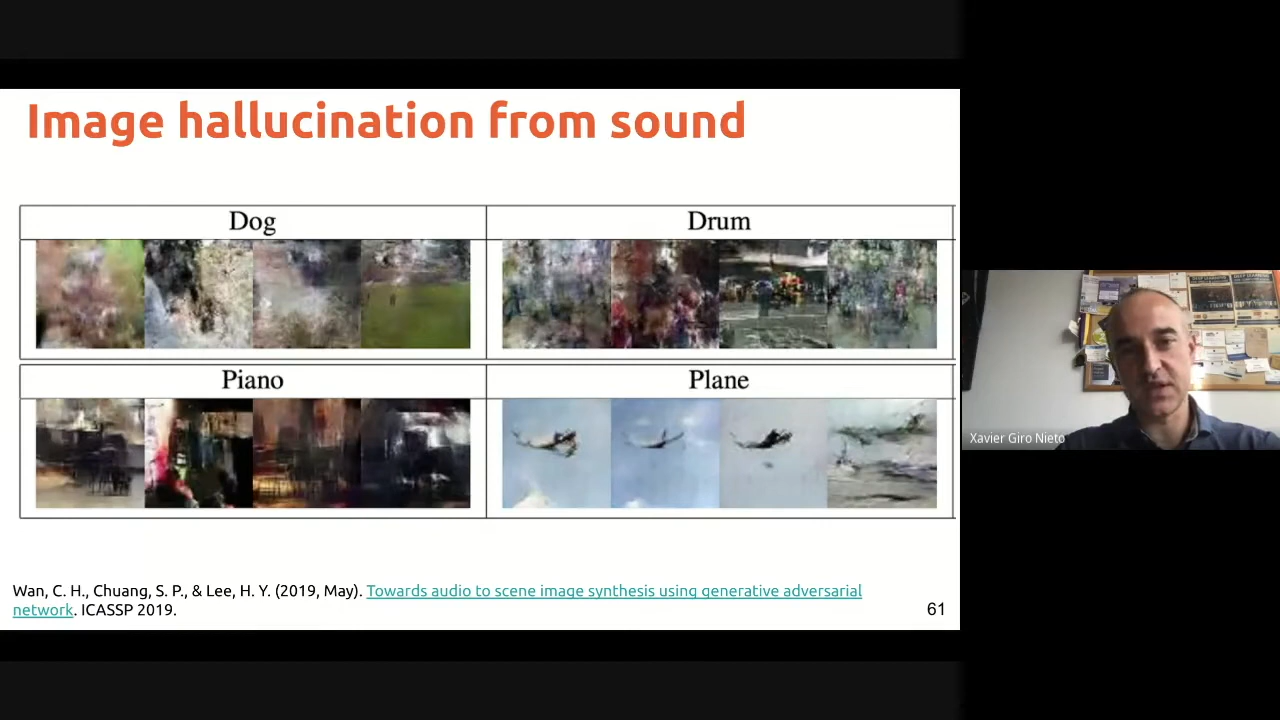 Image hallucination from sound
Dog
Drum
Piano
Plane
Wan, C. H., Chuang, S. P., & Lee, H. Y. (2019, May). Towards audio to scene image synthesis using generative adversarial
network. ICASSP 2019.
61
Xavier Giro Nieto